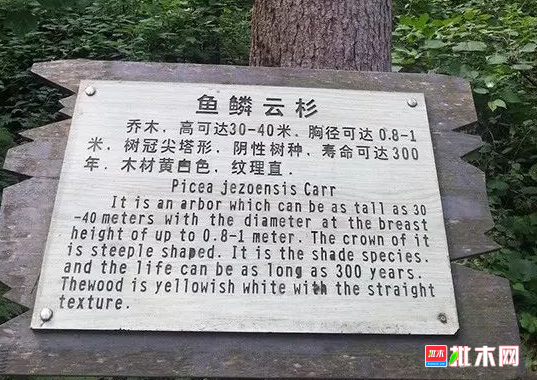 鱼鳞云杉
乔木，高可达30-40米，胸径可达0.8-1
米，树冠尖塔形，阴性树种，寿命可达300
年，木材黄白色，纹理直．
Picea jezoensis Carr
It is an arbor which can be as tall as 30
-40 meters with the diameter at the breast
height of up to 0.8-1 meter. The crown of it
is steeple shaped. It is the shade species.
and the life can be as long as 300 years.
Thewood is yellowish white with the straight
texture.
批木 批木网